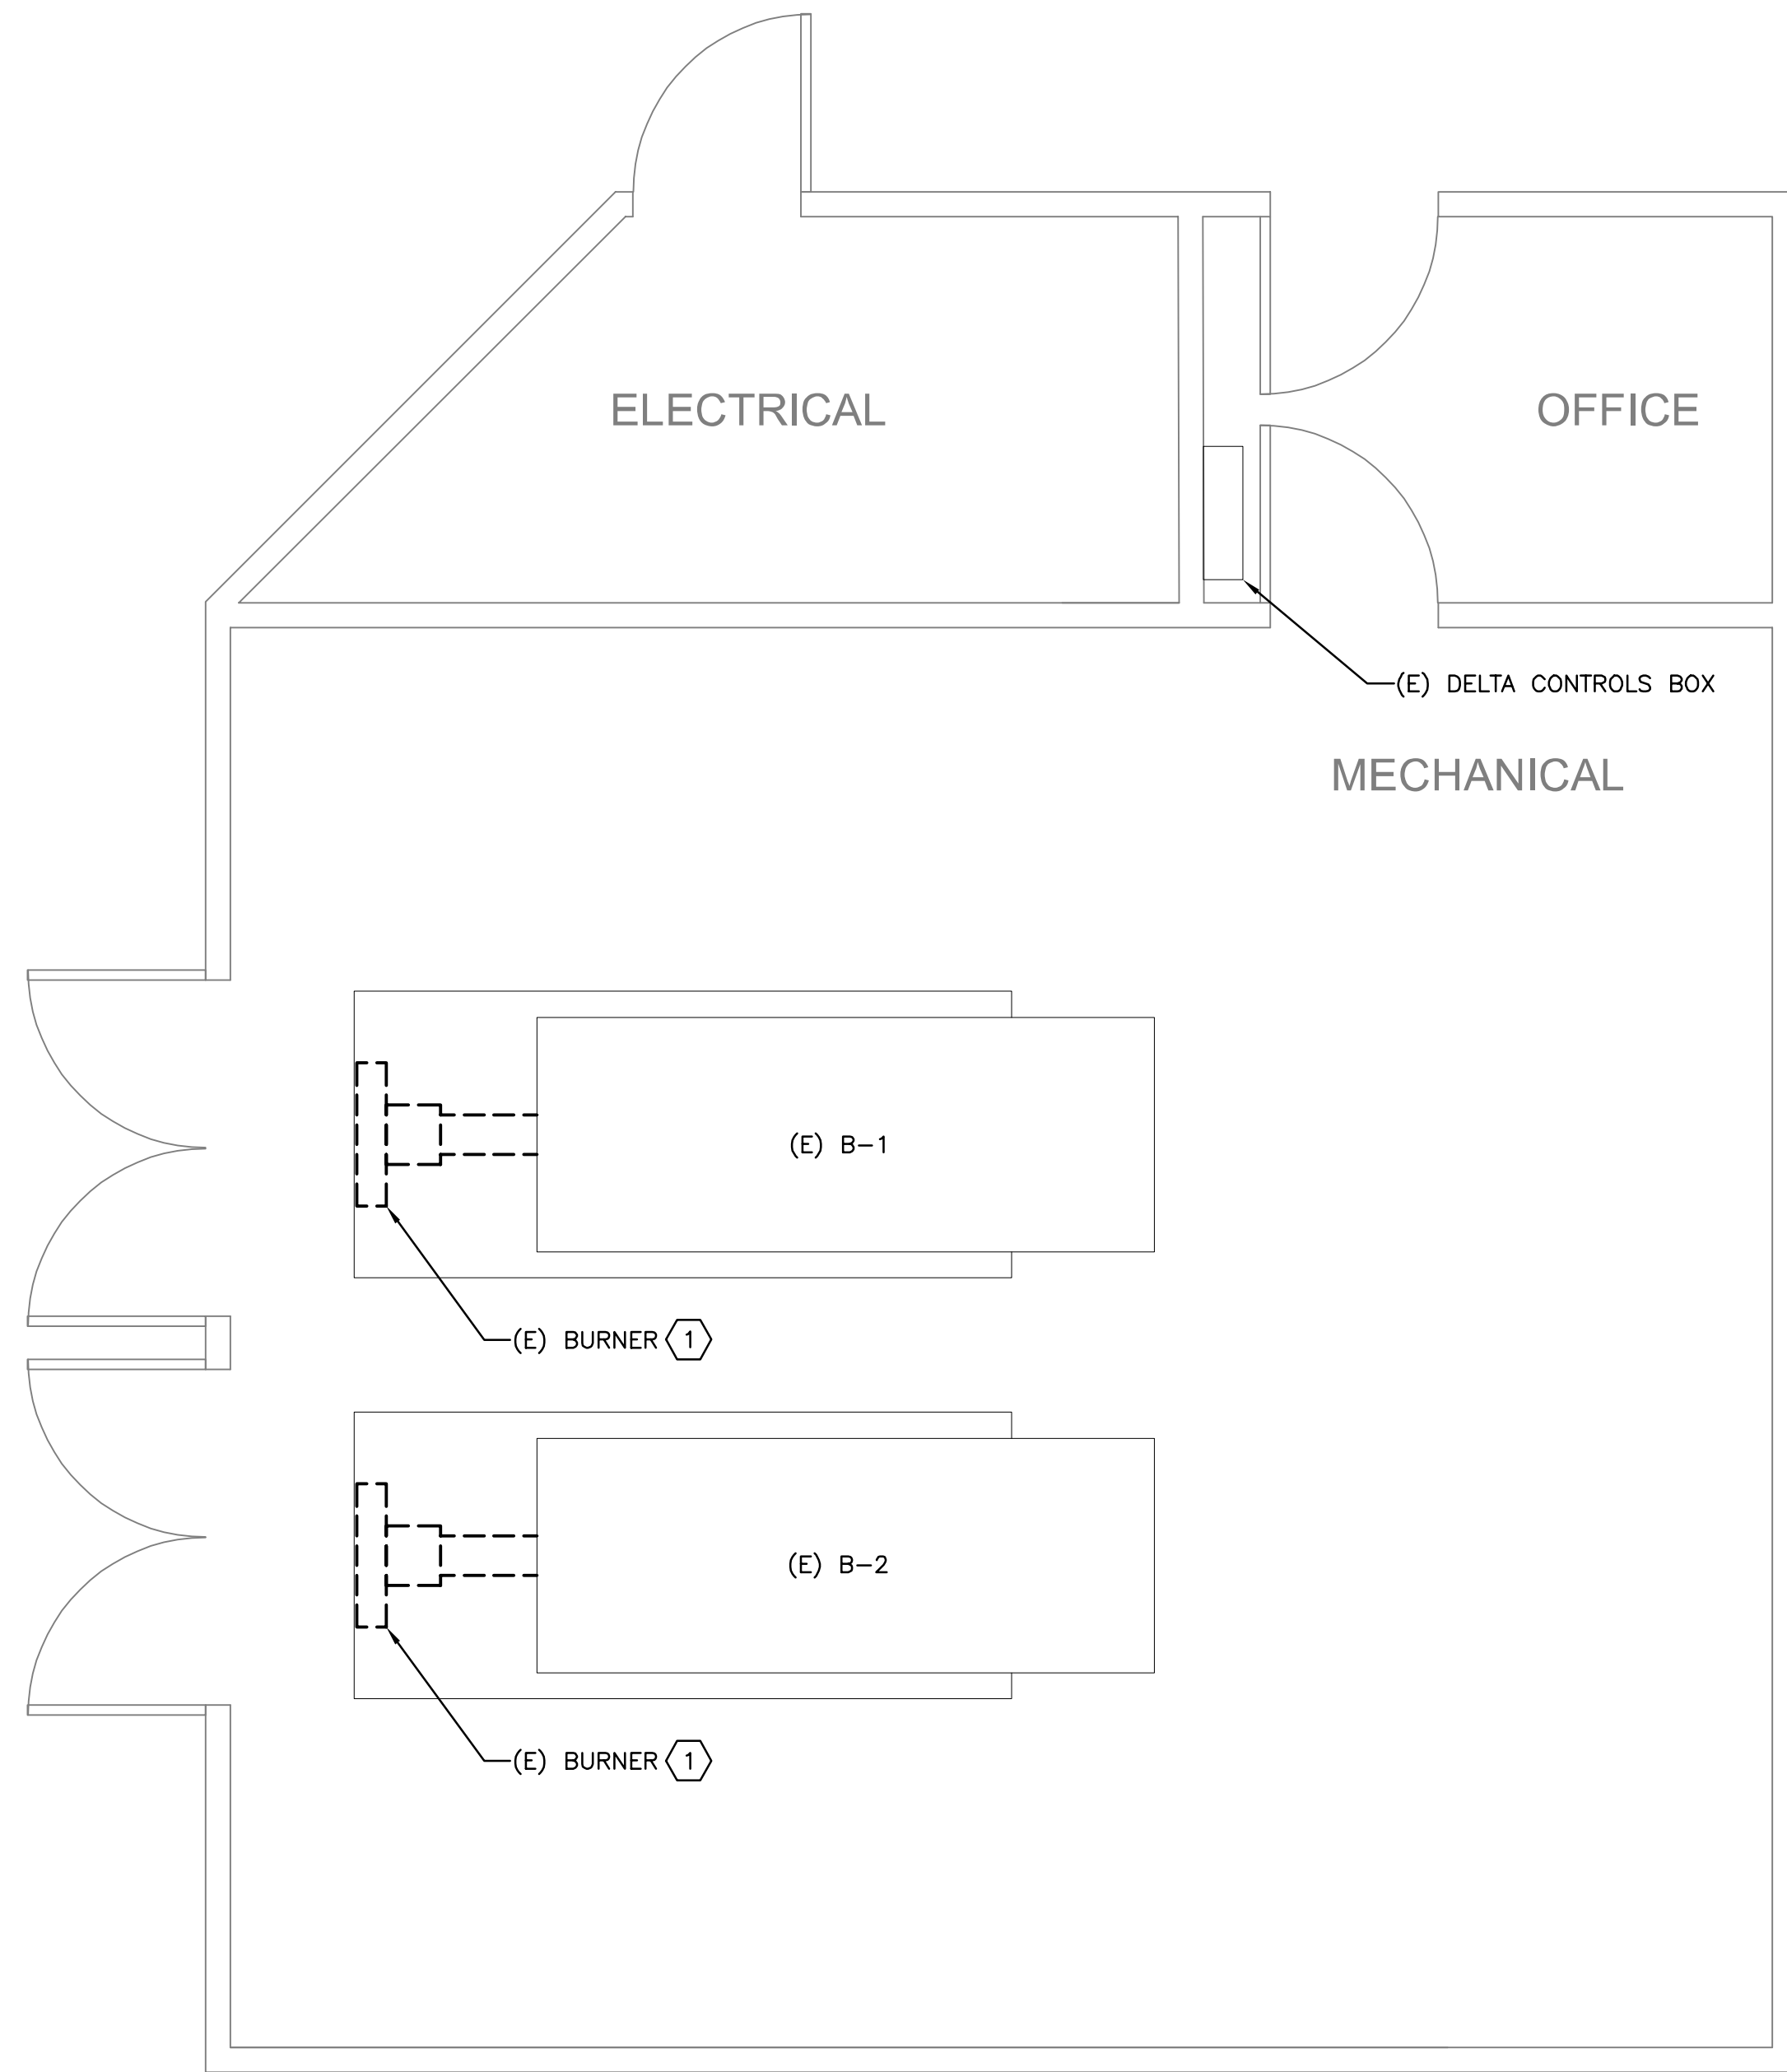 ELECTRICAL
OFFICE
(E) DELTA CONTROLS BOX
MECHANICAL
(E) B-1
(E) BURNER 1
(E) B-2
(E) BURNER 1